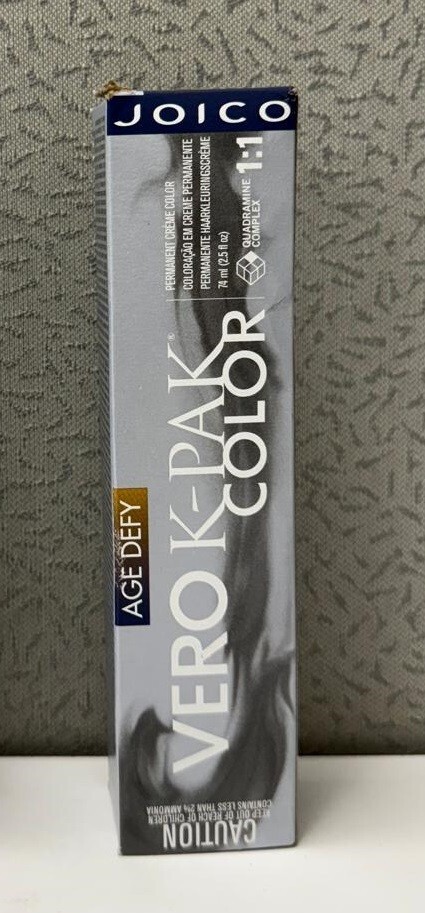 JOICO
PERMANENT CRÈME COLOR
COLORAÇÃO EM CREME PERMANENTE
PERMANENTE HAARKLEURINGSCRÈME
74 ml (2.5 fl oz)
QUADRAMINE
COMPLEX
1:1
AGE DEFY
VERO K-PAK®
COLOR
CAUTION
KEEP OUT OF REACH OF CHILDREN
CONTAINS LESS THAN 2% AMMONIA